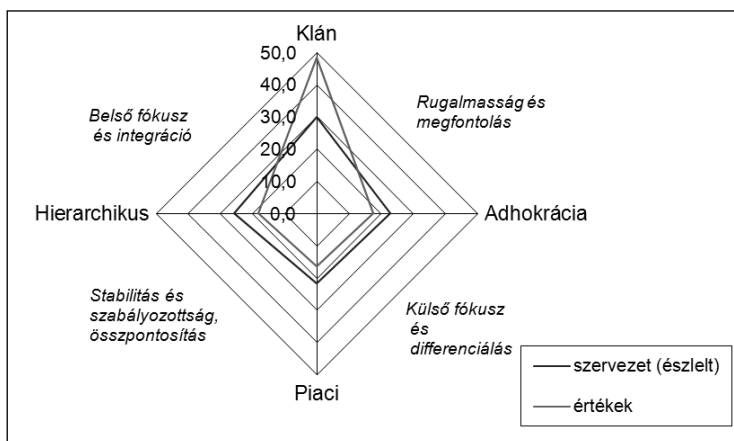 Klán
50,0
40,0
30,0
20,0
10,0
0,0
Belső fókusz
és integráció
Rugalmasság és
megfontolás
Hierarchikus
Adhokrácia
Stabilitás és
szabályozottság,
összpontosítás
Külső fókusz
és
differenciálás
Piaci
szervezet (észlelt)
értékek